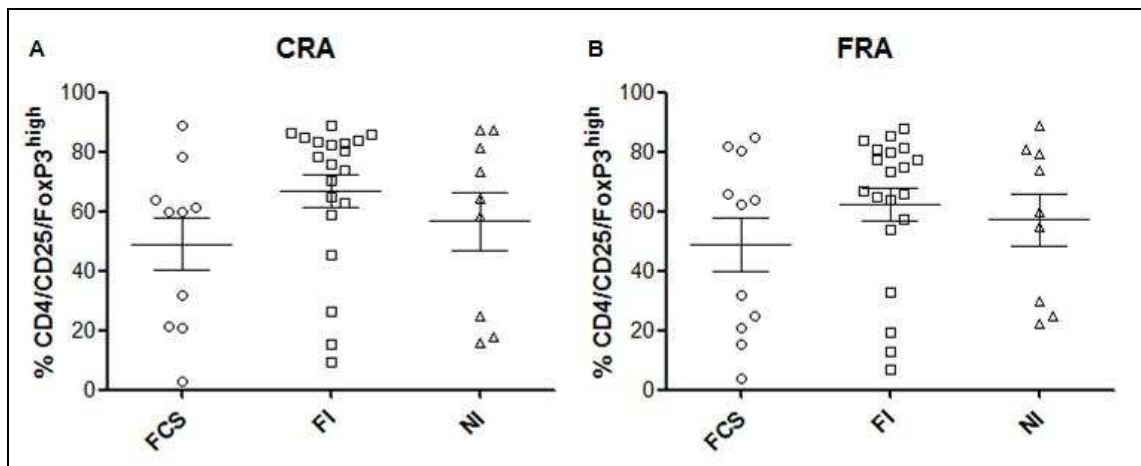 A
CRA
% CD4/CD25/FoxP3high
100
80
60
40
20
0
FCS
FI
NI
B
FRA
% CD4/CD25/FoxP3high
100
80
60
40
20
0
FCS
FI
NI